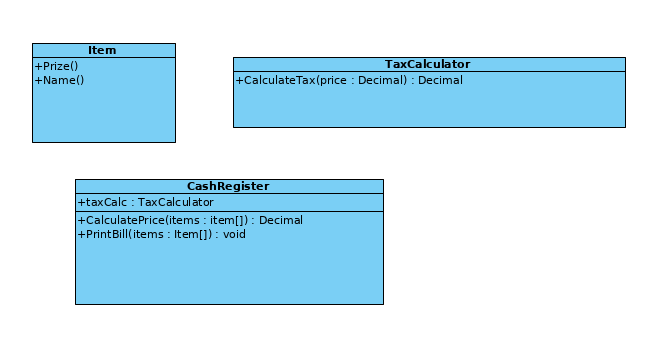 Item
+Prize()
+Name()
TaxCalculator
+CalculateTax(price : Decimal) : Decimal
CashRegister
+taxCalc : TaxCalculator
+CalculatePrice(items : item[]) : Decimal
+PrintBill(items : Item[]) : void